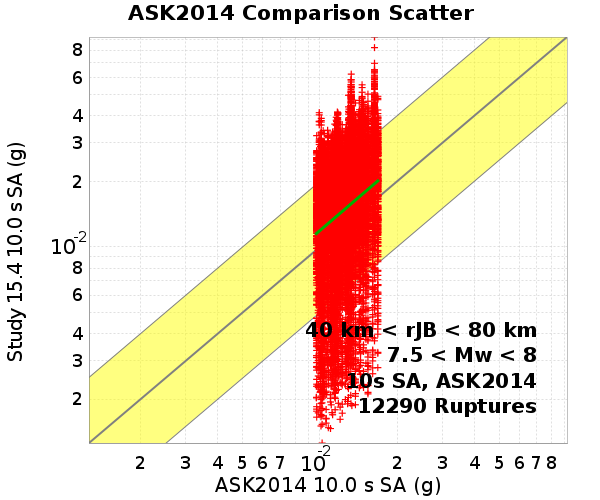 ASK2014 Comparison Scatter
Study 15.4 10.0 s SA (g)
8
6
4
3
2
10-2
8
6
4
3
2
40 km < rJB < 80 km
7.5 < Mw < 8
10s SA, ASK2014
12290 Ruptures
2 3 4 5 6 7 10-2 2 3 4 5 6 7 8
ASK2014 10.0 s SA (g)